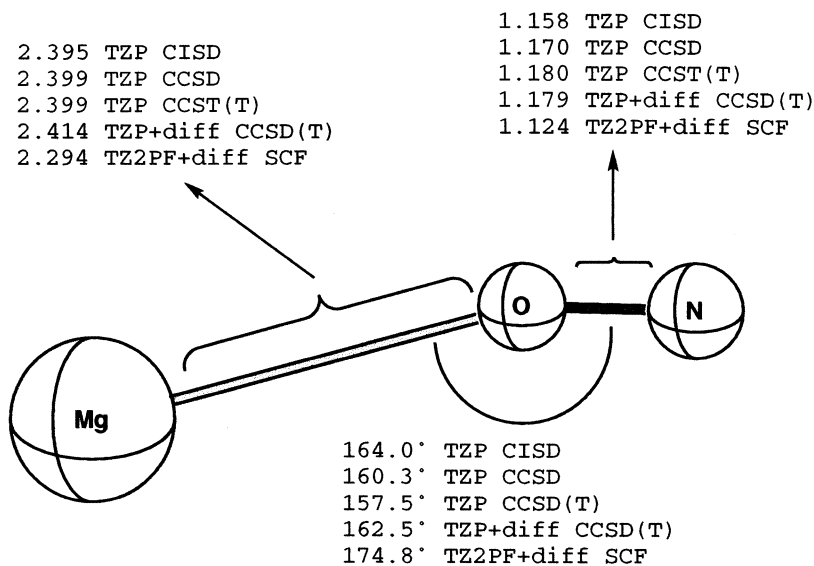 2.395 TZP CISD
2.399 TZP CCSD
2.399 TZP CCST(T)
2.414 TZP+diff CCSD(T)
2.294 TZ2PF+diff SCF
1.158 TZP CISD
1.170 TZP CCSD
1.180 TZP CCST(T)
1.179 TZP+diff CCSD(T)
1.124 TZ2PF+diff SCF
O
N
Mg
164.0° TZP CISD
160.3° TZP CCSD
157.5° TZP CCSD(T)
162.5° TZP+diff CCSD(T)
174.8° TZ2PF+diff SCF